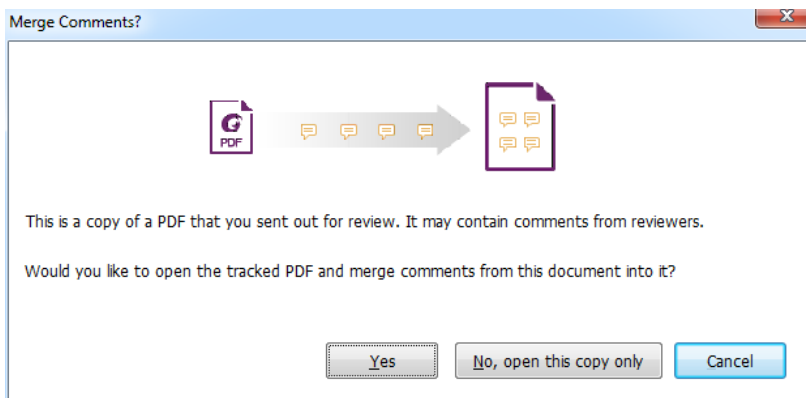 Merge Comments?
PDF
This is a copy of a PDF that you sent out for review. It may contain comments from reviewers.
Would you like to open the tracked PDF and merge comments from this document into it?
Yes
No, open this copy only
Cancel